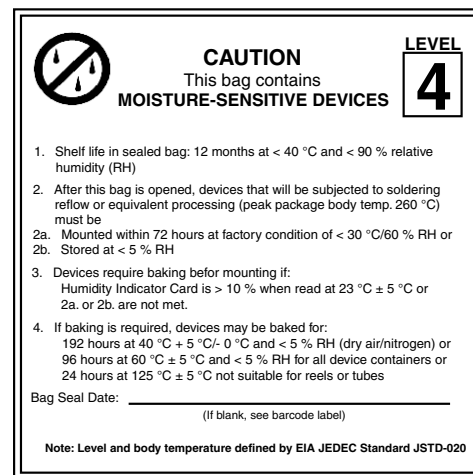 LEVEL
4
CAUTION
This bag contains
MOISTURE-SENSITIVE DEVICES
1. Shelf life in sealed bag: 12 months at < 40 °C and < 90 % relative
humidity (RH)
2. After this bag is opened, devices that will be subjected to soldering
reflow or equivalent processing (peak package body temp. 260 °C)
must be
2a. Mounted within 72 hours at factory condition of < 30 °C/60 % RH or
2b. Stored at < 5 % RH
3. Devices require baking befor mounting if:
Humidity Indicator Card is > 10 % when read at 23 °C ± 5 °C or
2a. or 2b. are not met.
4. If baking is required, devices may be baked for:
192 hours at 40 °C + 5 °C/- 0 °C and < 5 % RH (dry air/nitrogen) or
96 hours at 60 °C ± 5 °C and < 5 % RH for all device containers or
24 hours at 125 °C ± 5 °C not suitable for reels or tubes
Bag Seal Date:
(If blank, see barcode label)
Note: Level and body temperature defined by EIA JEDEC Standard JSTD-020